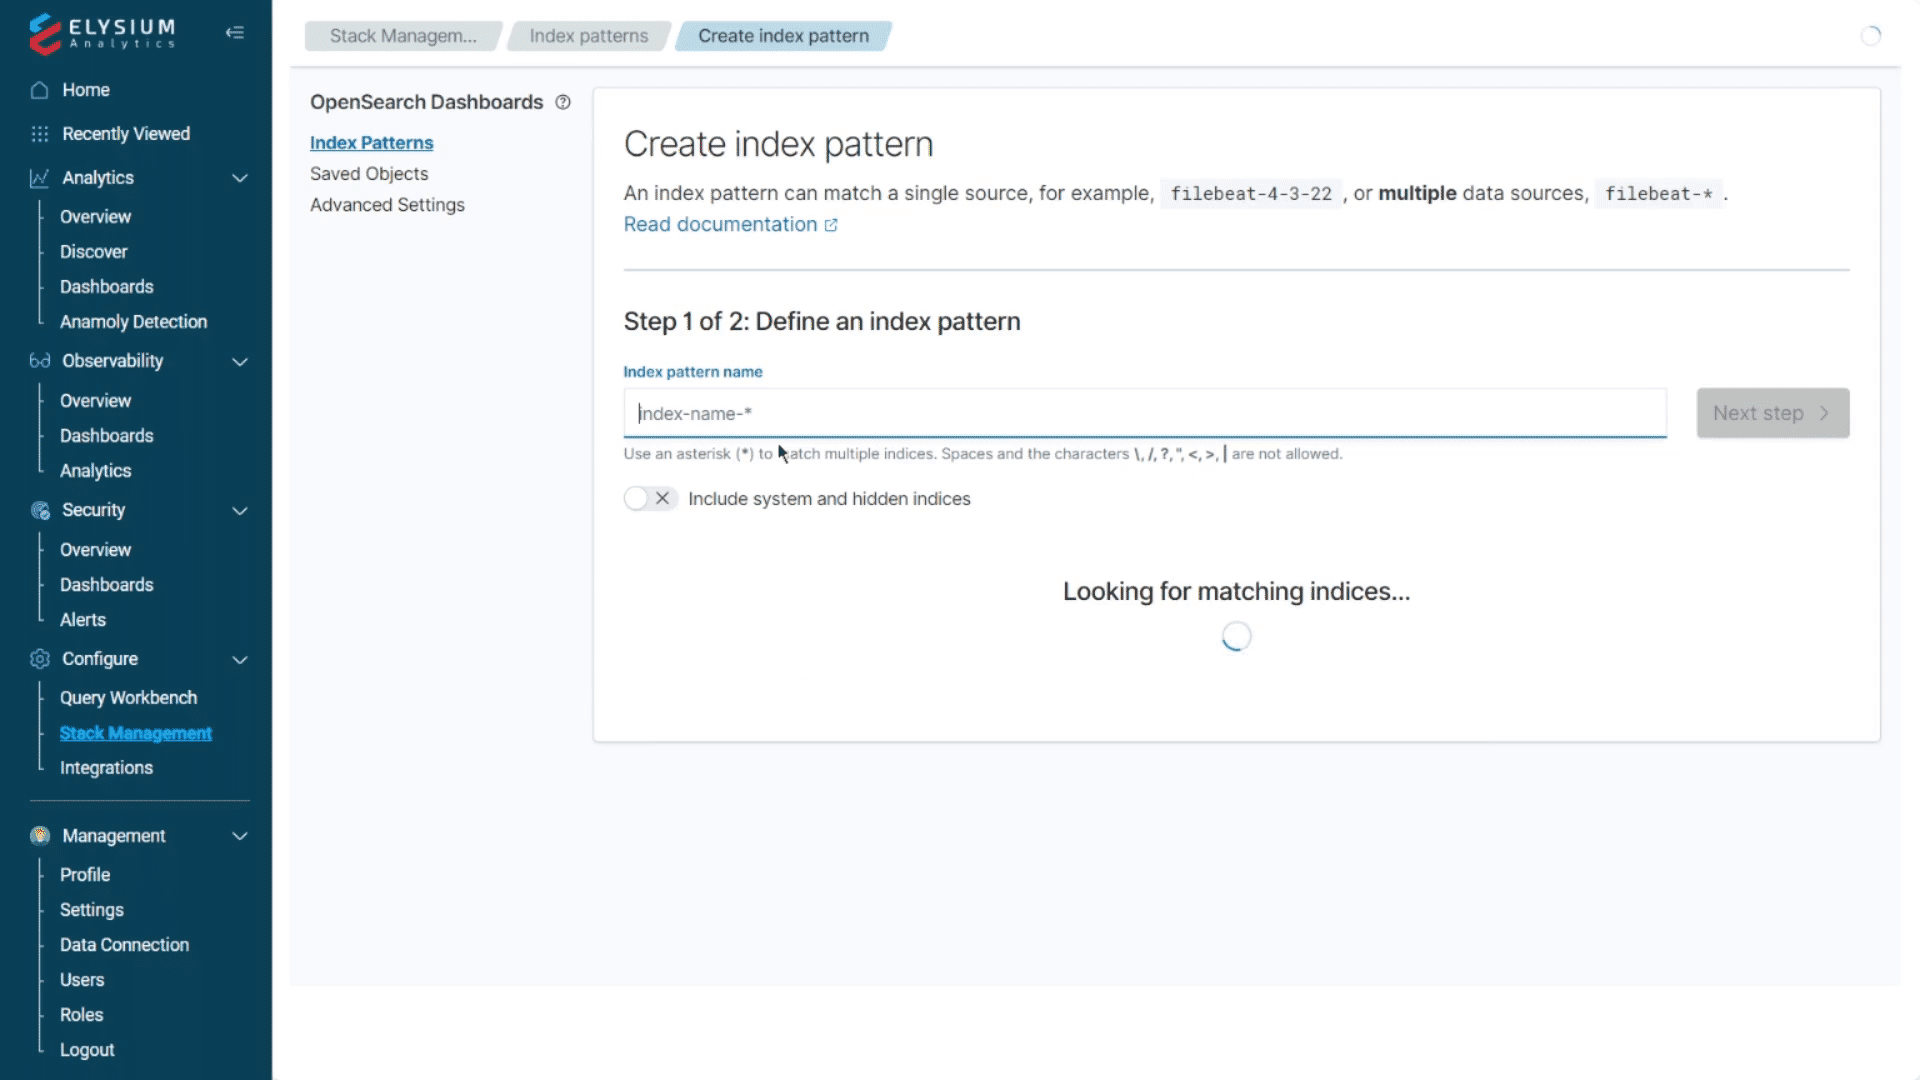 ELYSIUM
Analytics
Home
Recently Viewed
Analytics
Overview
Discover
Dashboards
Anamoly Detection
Observability
Overview
Dashboards
Analytics
Security
Overview
Dashboards
Alerts
Configure
Query Workbench
Stack Management
Integrations
Management
Profile
Settings
Data Connection
Users
Roles
Logout
Stack Managem...
Index patterns
Create index pattern
OpenSearch Dashboards
Index Patterns
Saved Objects
Advanced Settings
Create index pattern
An index pattern can match a single source, for example, filebeat-4-3-22 , or multiple data sources, filebeat-* .
Read documentation
Step 1 of 2: Define an index pattern
Index pattern name
index-name-*
Next step
Use an asterisk (*) to match multiple indices. Spaces and the characters \, /, ?, ", <, >, | are not allowed.
Include system and hidden indices
Looking for matching indices...